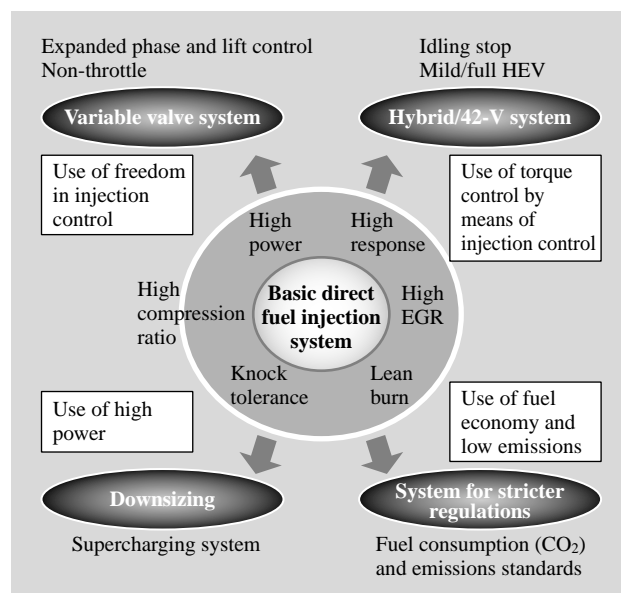 Expanded phase and lift control
Non-throttle
Idling stop
Mild/full HEV
Variable valve system
Hybrid/42-V system
Use of freedom
in injection
control
Use of torque
control by
means of
injection control
High
power
High
response
High
compression
ratio
Basic direct
fuel injection
system
High
EGR
Knock
tolerance
Lean
burn
Use of high
power
Use of fuel
economy and
low emissions
Downsizing
System for stricter
regulations
Supercharging system
Fuel consumption (CO₂)
and emissions standards